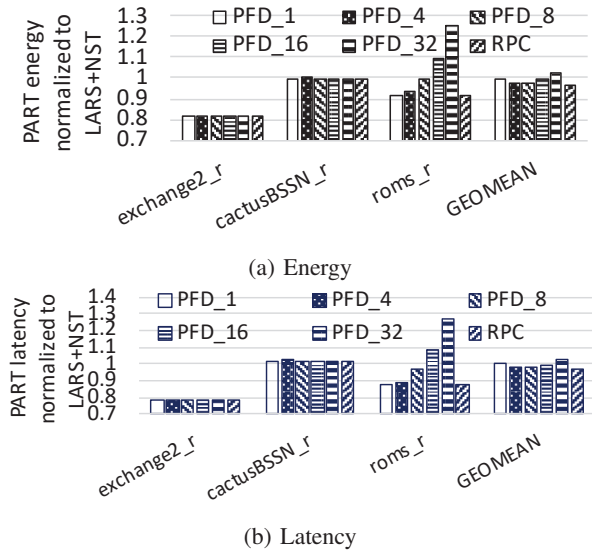 PART energy
normalized to
LARS+NST
1.3
1.2
1.1
1
0.9
0.8
0.7
PFD_1 PFD_4 PFD_8
PFD_16 PFD_32 RPC
exchange2_r
cactusBSSN_r
roms_r
GEOMEAN
(a) Energy
PART latency
normalized to
LARS+NST
1.4
1.3
1.2
1.1
1.0
0.9
0.8
0.7
PFD_1 PFD_4 PFD_8
PFD_16 PFD_32 RPC
exchange2_r
cactusBSSN_r
roms_r
GEOMEAN
(b) Latency